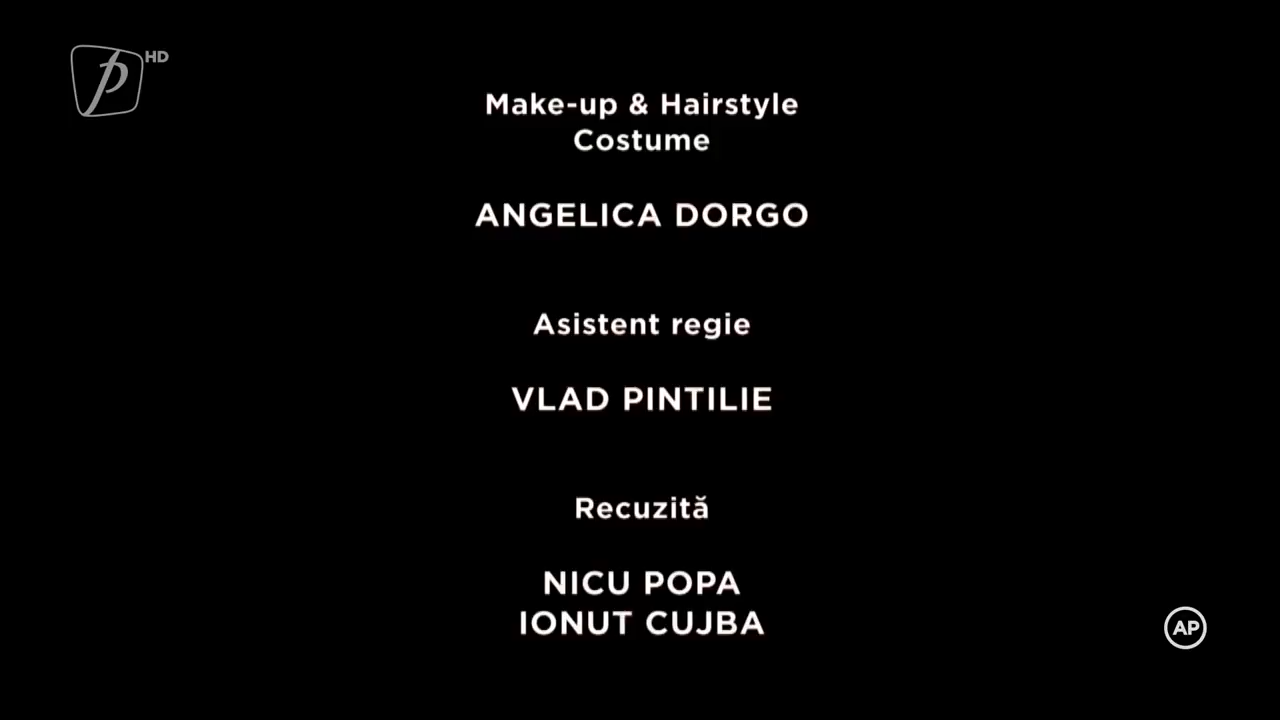 p HD
Make-up & Hairstyle
Costume
ANGELICA DORGO
Asistent regie
VLAD PINTILIE
Recuzită
NICU POPA
IONUT CUJBA
AP